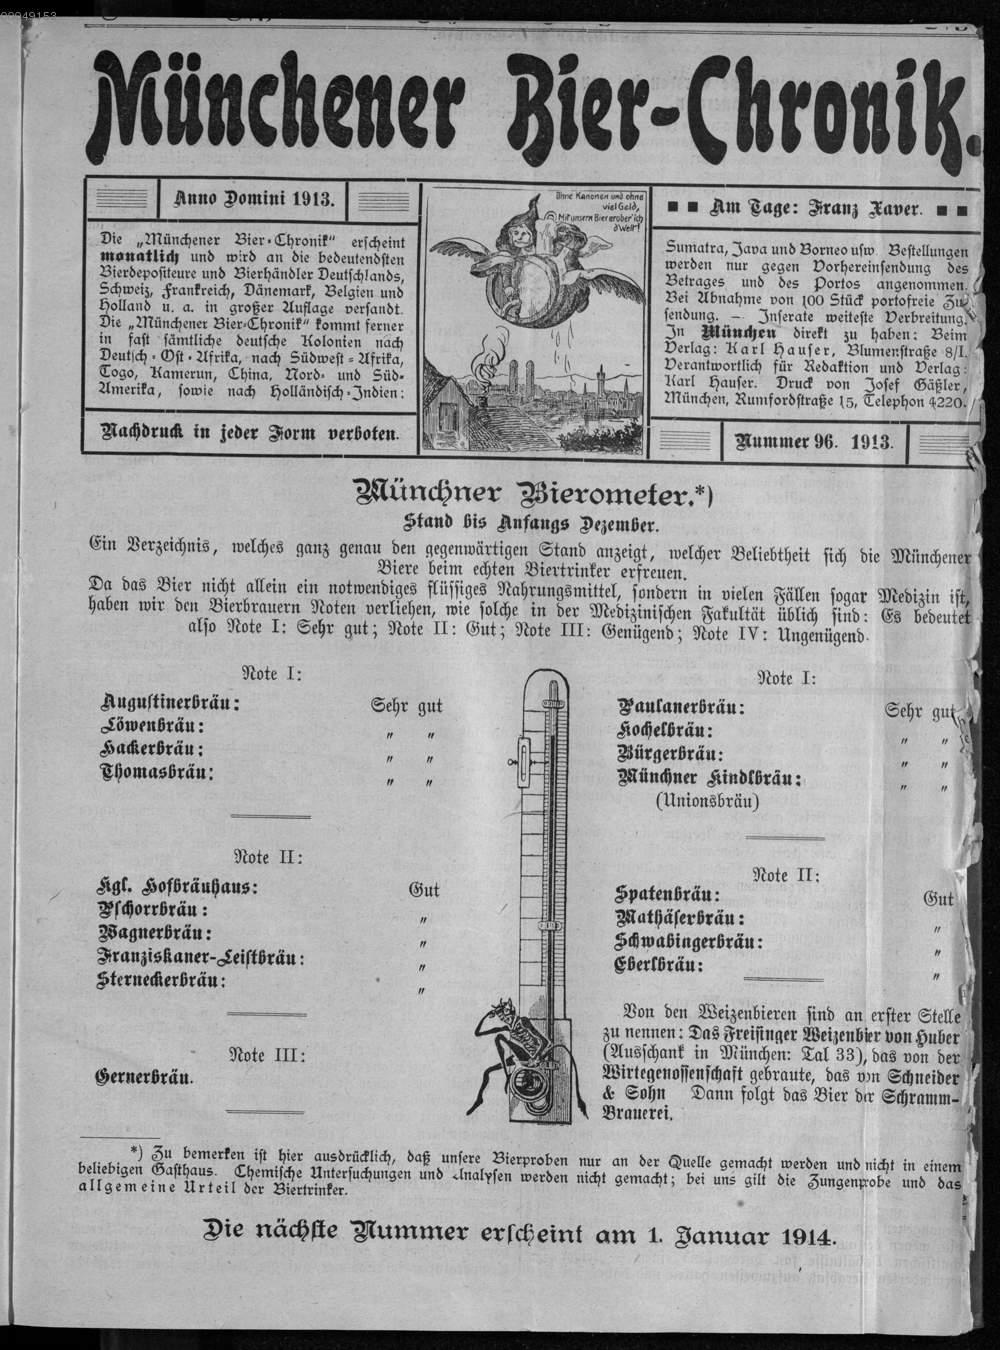 00949153
Münchener Bier-Chronik.
Anno Domini 1913.
Die „Münchener Bier-Chronik“ erscheint
monatlich und wird an die bedeutendsten
Bierdepositeure und Bierhändler Deutschlands,
Schweiz, Frankreich, Dänemark, Belgien und
Holland u. a. in großer Auflage versandt.
Die „Münchener Bier-Chronik“ kommt ferner
in fast sämtliche deutsche Kolonien nach
Deutsch-Ost-Afrika, nach Südwest-Afrika,
Togo, Kamerun, China, Nord- und Süd-
Amerika, sowie nach Holländisch-Indien:
Nachdruck in jeder Form verboten.
Ohne Kanonen und ohne
viel Geld,
Mit unserm Bier erober' ich
d Welt!
Am Tage: Franz Xaver.
Sumatra, Java und Borneo usw. Bestellungen
werden nur gegen Vorhereinsendung des
Betrages und des Portos angenommen.
Bei Abnahme von 100 Stück portofreie Zu-
sendung. — Inserate weiteste Verbreitung.
In München direkt zu haben: Beim
Verlag: Karl Hauser, Blumenstraße 8/I.
Verantwortlich für Redaktion und Verlag:
Karl Hauser. Druck von Josef Gäßler,
München, Rumfordstraße 15, Telephon 4220.
Nummer 96. 1913.
Münchner Bierometer.*)
Stand bis Anfangs Dezember.
Ein Verzeichnis, welches ganz genau den gegenwärtigen Stand anzeigt, welcher Beliebtheit sich die Münchener
Biere beim echten Biertrinker erfreuen.
Da das Bier nicht allein ein notwendiges flüssiges Nahrungsmittel, sondern in vielen Fällen sogar Medizin ist,
haben wir den Bierbrauern Noten verliehen, wie solche in der Medizinischen Fakultät üblich sind: Es bedeutet
also Note I: Sehr gut; Note II: Gut; Note III: Genügend; Note IV: Ungenügend.
Note I:
Augustinerbräu: Sehr gut
Löwenbräu: „ „
Hackerbräu: „ „
Thomasbräu: „ „
Note II:
Kgl. Hofbräuhaus: Gut
Pschorrbräu: „
Wagnerbräu: „
Franziskaner-Leistbräu: „
Sterneckerbräu: „
Note III:
Gernerbräu.
Note I:
Paulanerbräu: Sehr gut
Kochelbräu: „ „
Bürgerbräu: „ „
Münchner Kindlbräu: „ „
(Unionsbräu)
Note II:
Spatenbräu: Gut
Mathäserbräu: „
Schwabingerbräu: „
Eberlbräu: „
Von den Weizenbieren sind an erster Stelle
zu nennen: Das Freisinger Weizenbier von Huber
(Ausschank in München: Tal 33), das von der
Wirtegenossenschaft gebraute, das von Schneider
& Sohn Dann folgt das Bier der Schramm-
Brauerei.
*) Zu bemerken ist hier ausdrücklich, daß unsere Bierproben nur an der Quelle gemacht werden und nicht in einem
beliebigen Gasthaus. Chemische Untersuchungen und Analysen werden nicht gemacht; bei uns gilt die Zungenprobe und das
allgemeine Urteil der Biertrinker.
Die nächste Nummer erscheint am 1. Januar 1914.